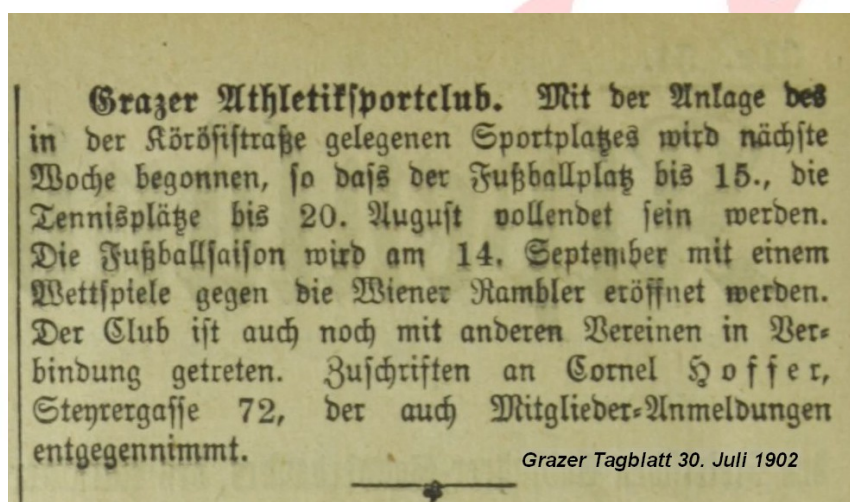 Grazer Athletiksportclub. Mit der Anlage des
in der Körösistraße gelegenen Sportplatzes wird nächste
Woche begonnen, so dass der Fußballplatz bis 15., die
Tennisplätze bis 20. August vollendet sein werden.
Die Fußballsaison wird am 14. September mit einem
Wettspiele gegen die Wiener Rambler eröffnet werden.
Der Club ist auch noch mit anderen Vereinen in Ver-
bindung getreten. Zuschriften an Cornel Hoffer,
Steyrergasse 72, der auch Mitglieder-Anmeldungen
entgegennimmt.
Grazer Tagblatt 30. Juli 1902